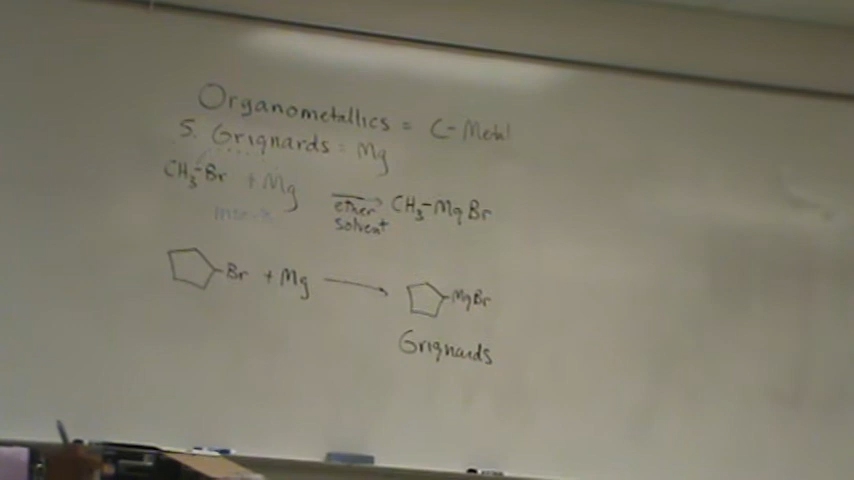 Organometallics = C-Metal
5. Grignards = Mg
CH3-Br + Mg → CH3-MgBr
ether
solvent
Br + Mg → MgBr
Grignards